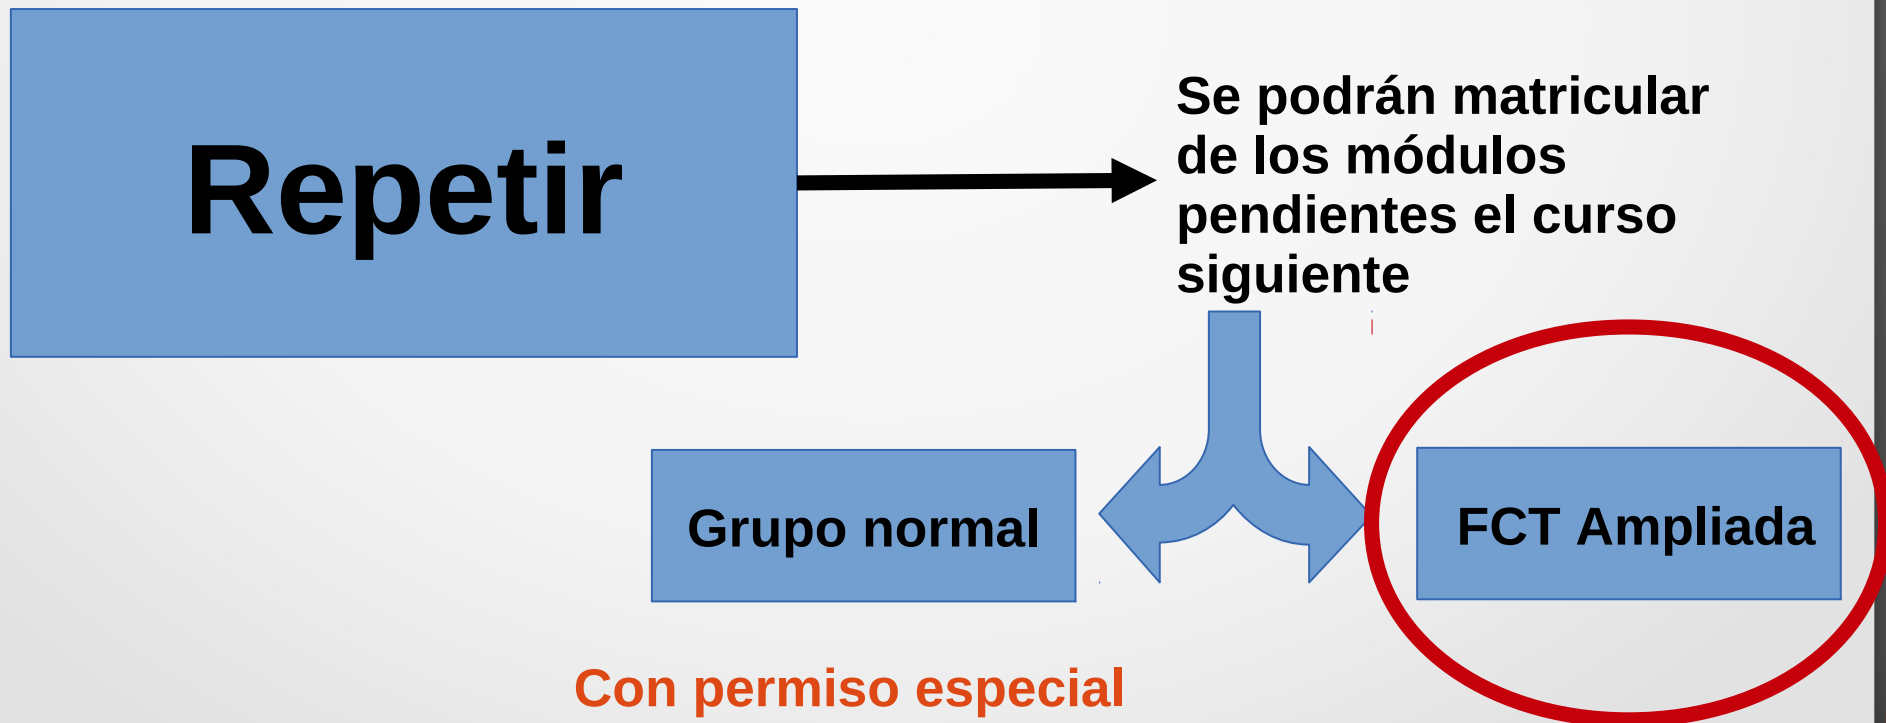 Repetir
Se podrán matricular
de los módulos
pendientes el curso
siguiente
Grupo normal
FCT Ampliada
Con permiso especial